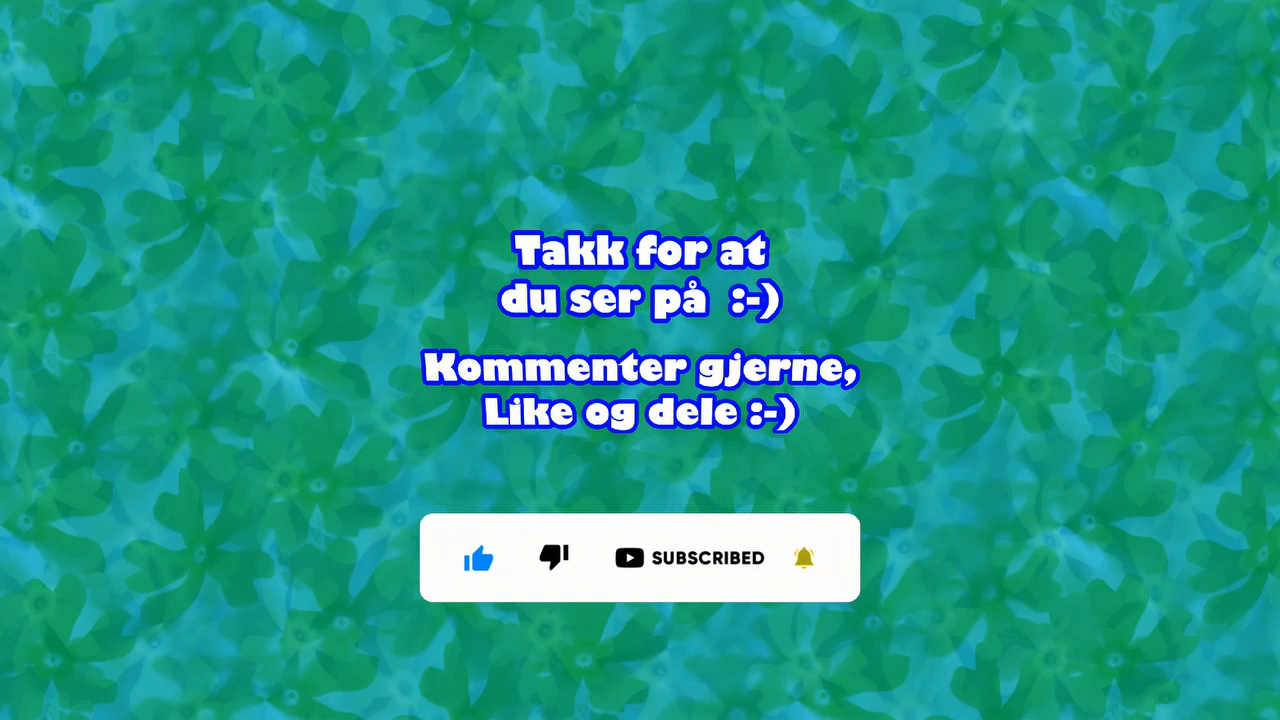 Takk for at
du ser på :-)
Kommenter gjerne,
Like og dele :-)
SUBSCRIBED